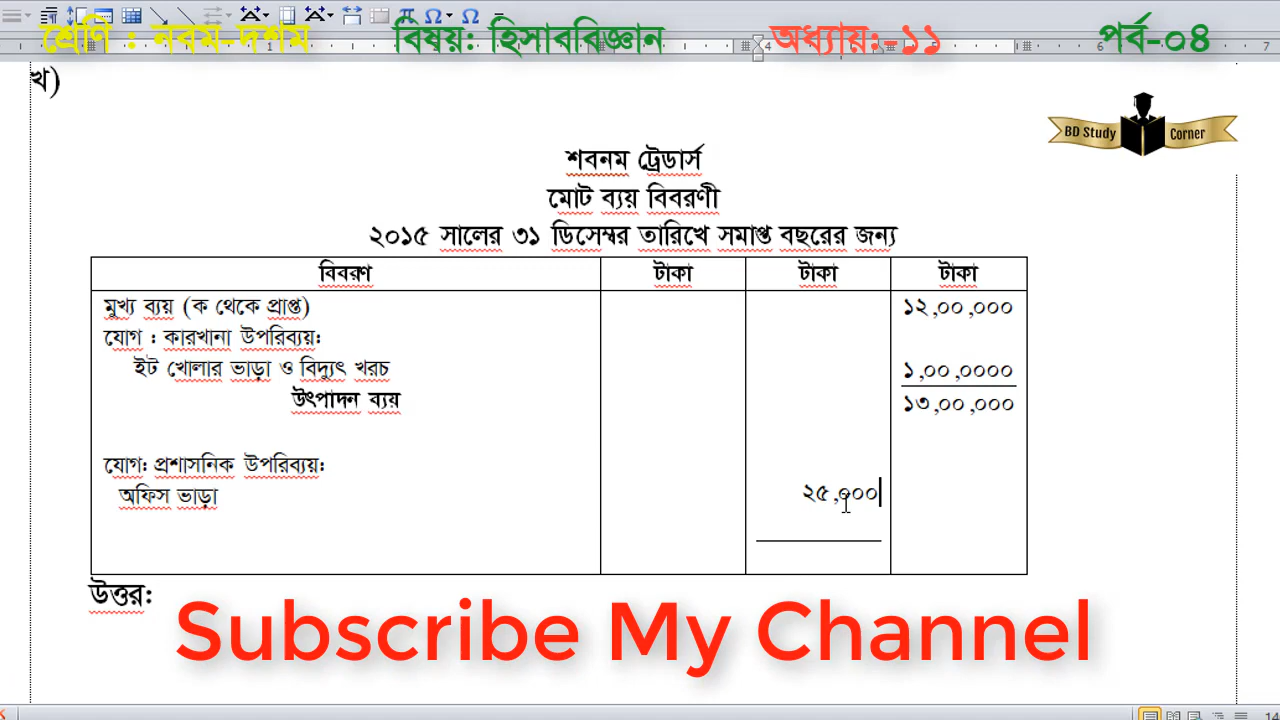 শ্রেণি : নবম-দশম বিষয়: হিসাববিজ্ঞান অধ্যায়:-১১ পর্ব-০৪
খ)
BD Study Corner
শবনম ট্রেডার্স
মোট ব্যয় বিবরণী
২০১৫ সালের ৩১ ডিসেম্বর তারিখে সমাপ্ত বছরের জন্য
বিবরণ টাকা টাকা টাকা
মুখ্য ব্যয় (ক থেকে প্রাপ্ত) ১২,০০,০০০
যোগ : কারখানা উপরিব্যয়:
ইট খোলার ভাড়া ও বিদ্যুৎ খরচ ১,০০,০০০০
উৎপাদন ব্যয় ১৩,০০,০০০
যোগ: প্রশাসনিক উপরিব্যয়:
অফিস ভাড়া ২৫,০০০
উত্তর:
Subscribe My Channel